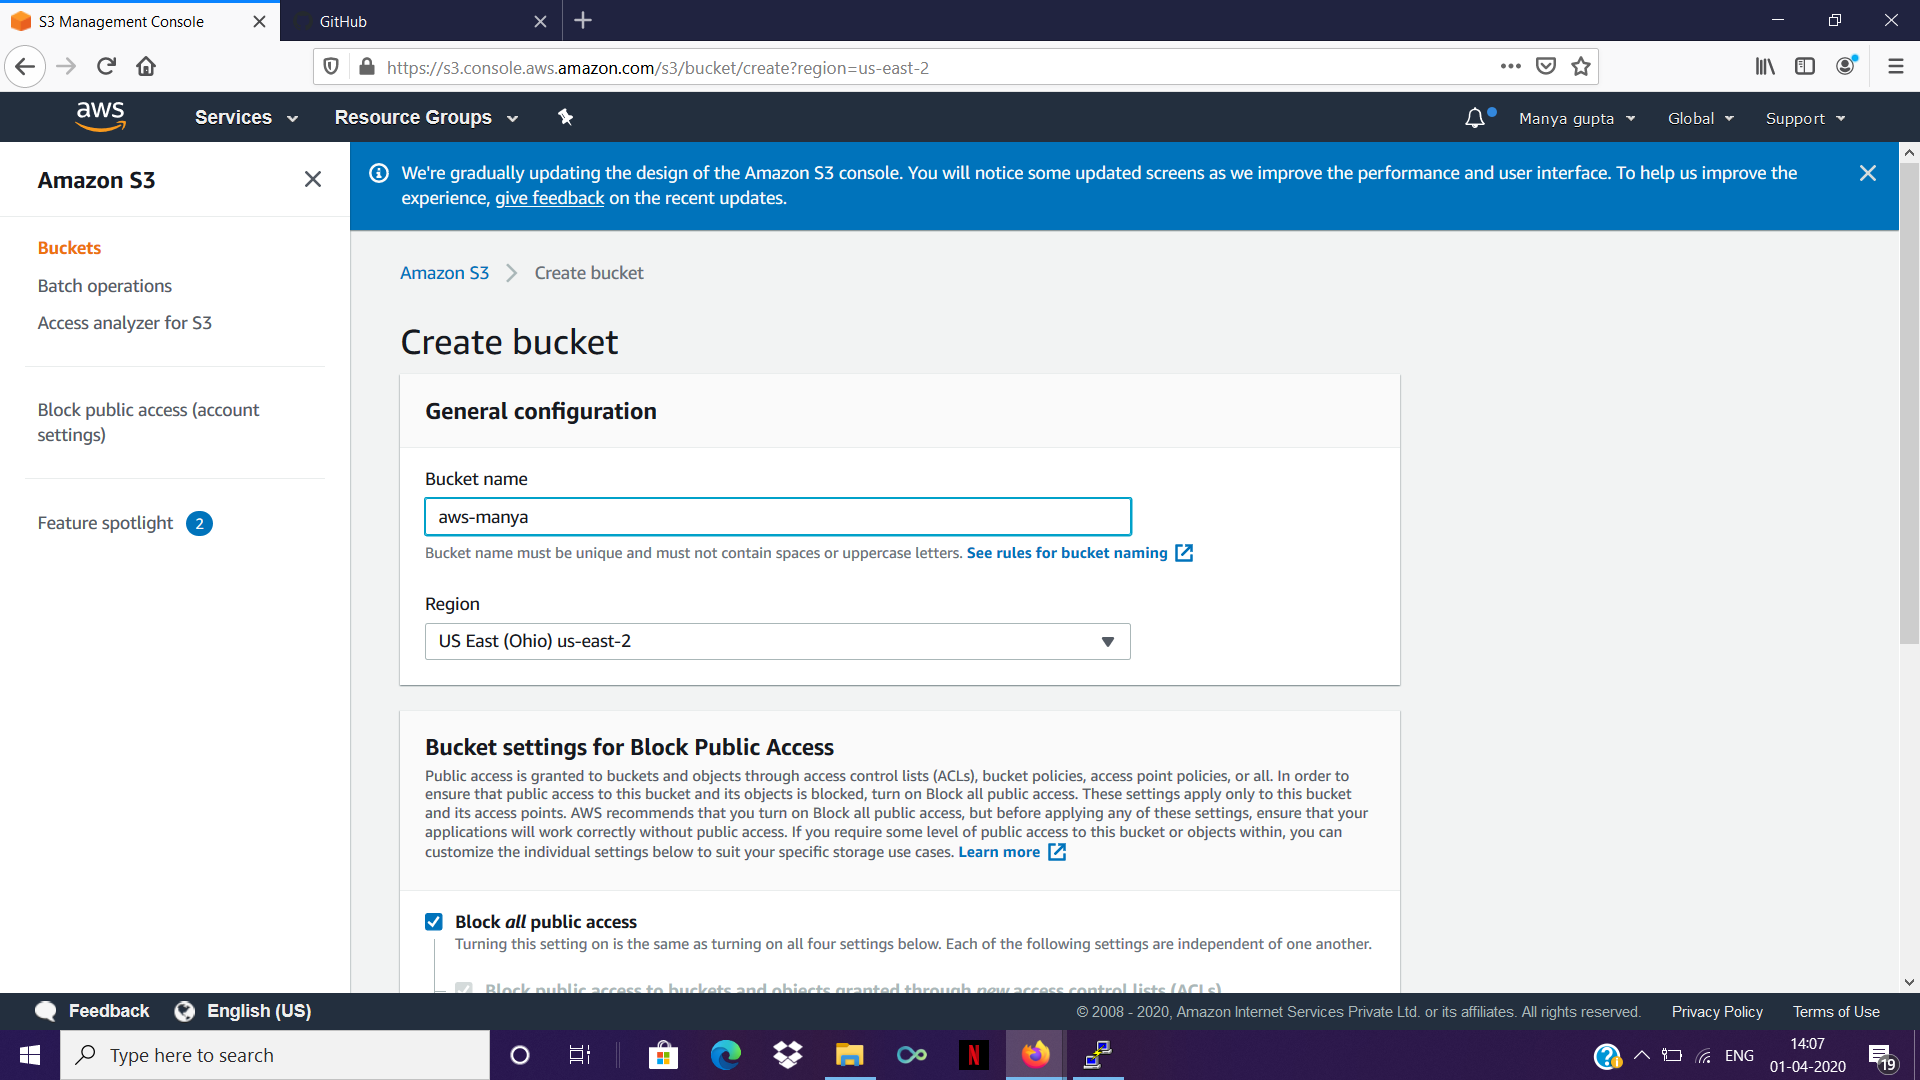 S3 Management Console
GitHub
https://s3.console.aws.amazon.com/s3/bucket/create?region=us-east-2
aws
Services
Resource Groups
Manya gupta
Global
Support
Amazon S3
Buckets
Batch operations
Access analyzer for S3
Block public access (account
settings)
Feature spotlight 2
We're gradually updating the design of the Amazon S3 console. You will notice some updated screens as we improve the performance and user interface. To help us improve the
experience, give feedback on the recent updates.
Amazon S3 > Create bucket
Create bucket
General configuration
Bucket name
aws-manya
Bucket name must be unique and must not contain spaces or uppercase letters. See rules for bucket naming
Region
US East (Ohio) us-east-2
Bucket settings for Block Public Access
Public access is granted to buckets and objects through access control lists (ACLs), bucket policies, access point policies, or all. In order to
ensure that public access to this bucket and its objects is blocked, turn on Block all public access. These settings apply only to this bucket
and its access points. AWS recommends that you turn on Block all public access, but before applying any of these settings, ensure that your
applications will work correctly without public access. If you require some level of public access to this bucket or objects within, you can
customize the individual settings below to suit your specific storage use cases. Learn more
Block all public access
Turning this setting on is the same as turning on all four settings below. Each of the following settings are independent of one another.
Block public access to buckets and objects granted through new access control lists (ACLs)
Feedback
English (US)
© 2008 - 2020, Amazon Internet Services Private Ltd. or its affiliates. All rights reserved.
Privacy Policy
Terms of Use
Type here to search
N
ENG
14:07
01-04-2020
19